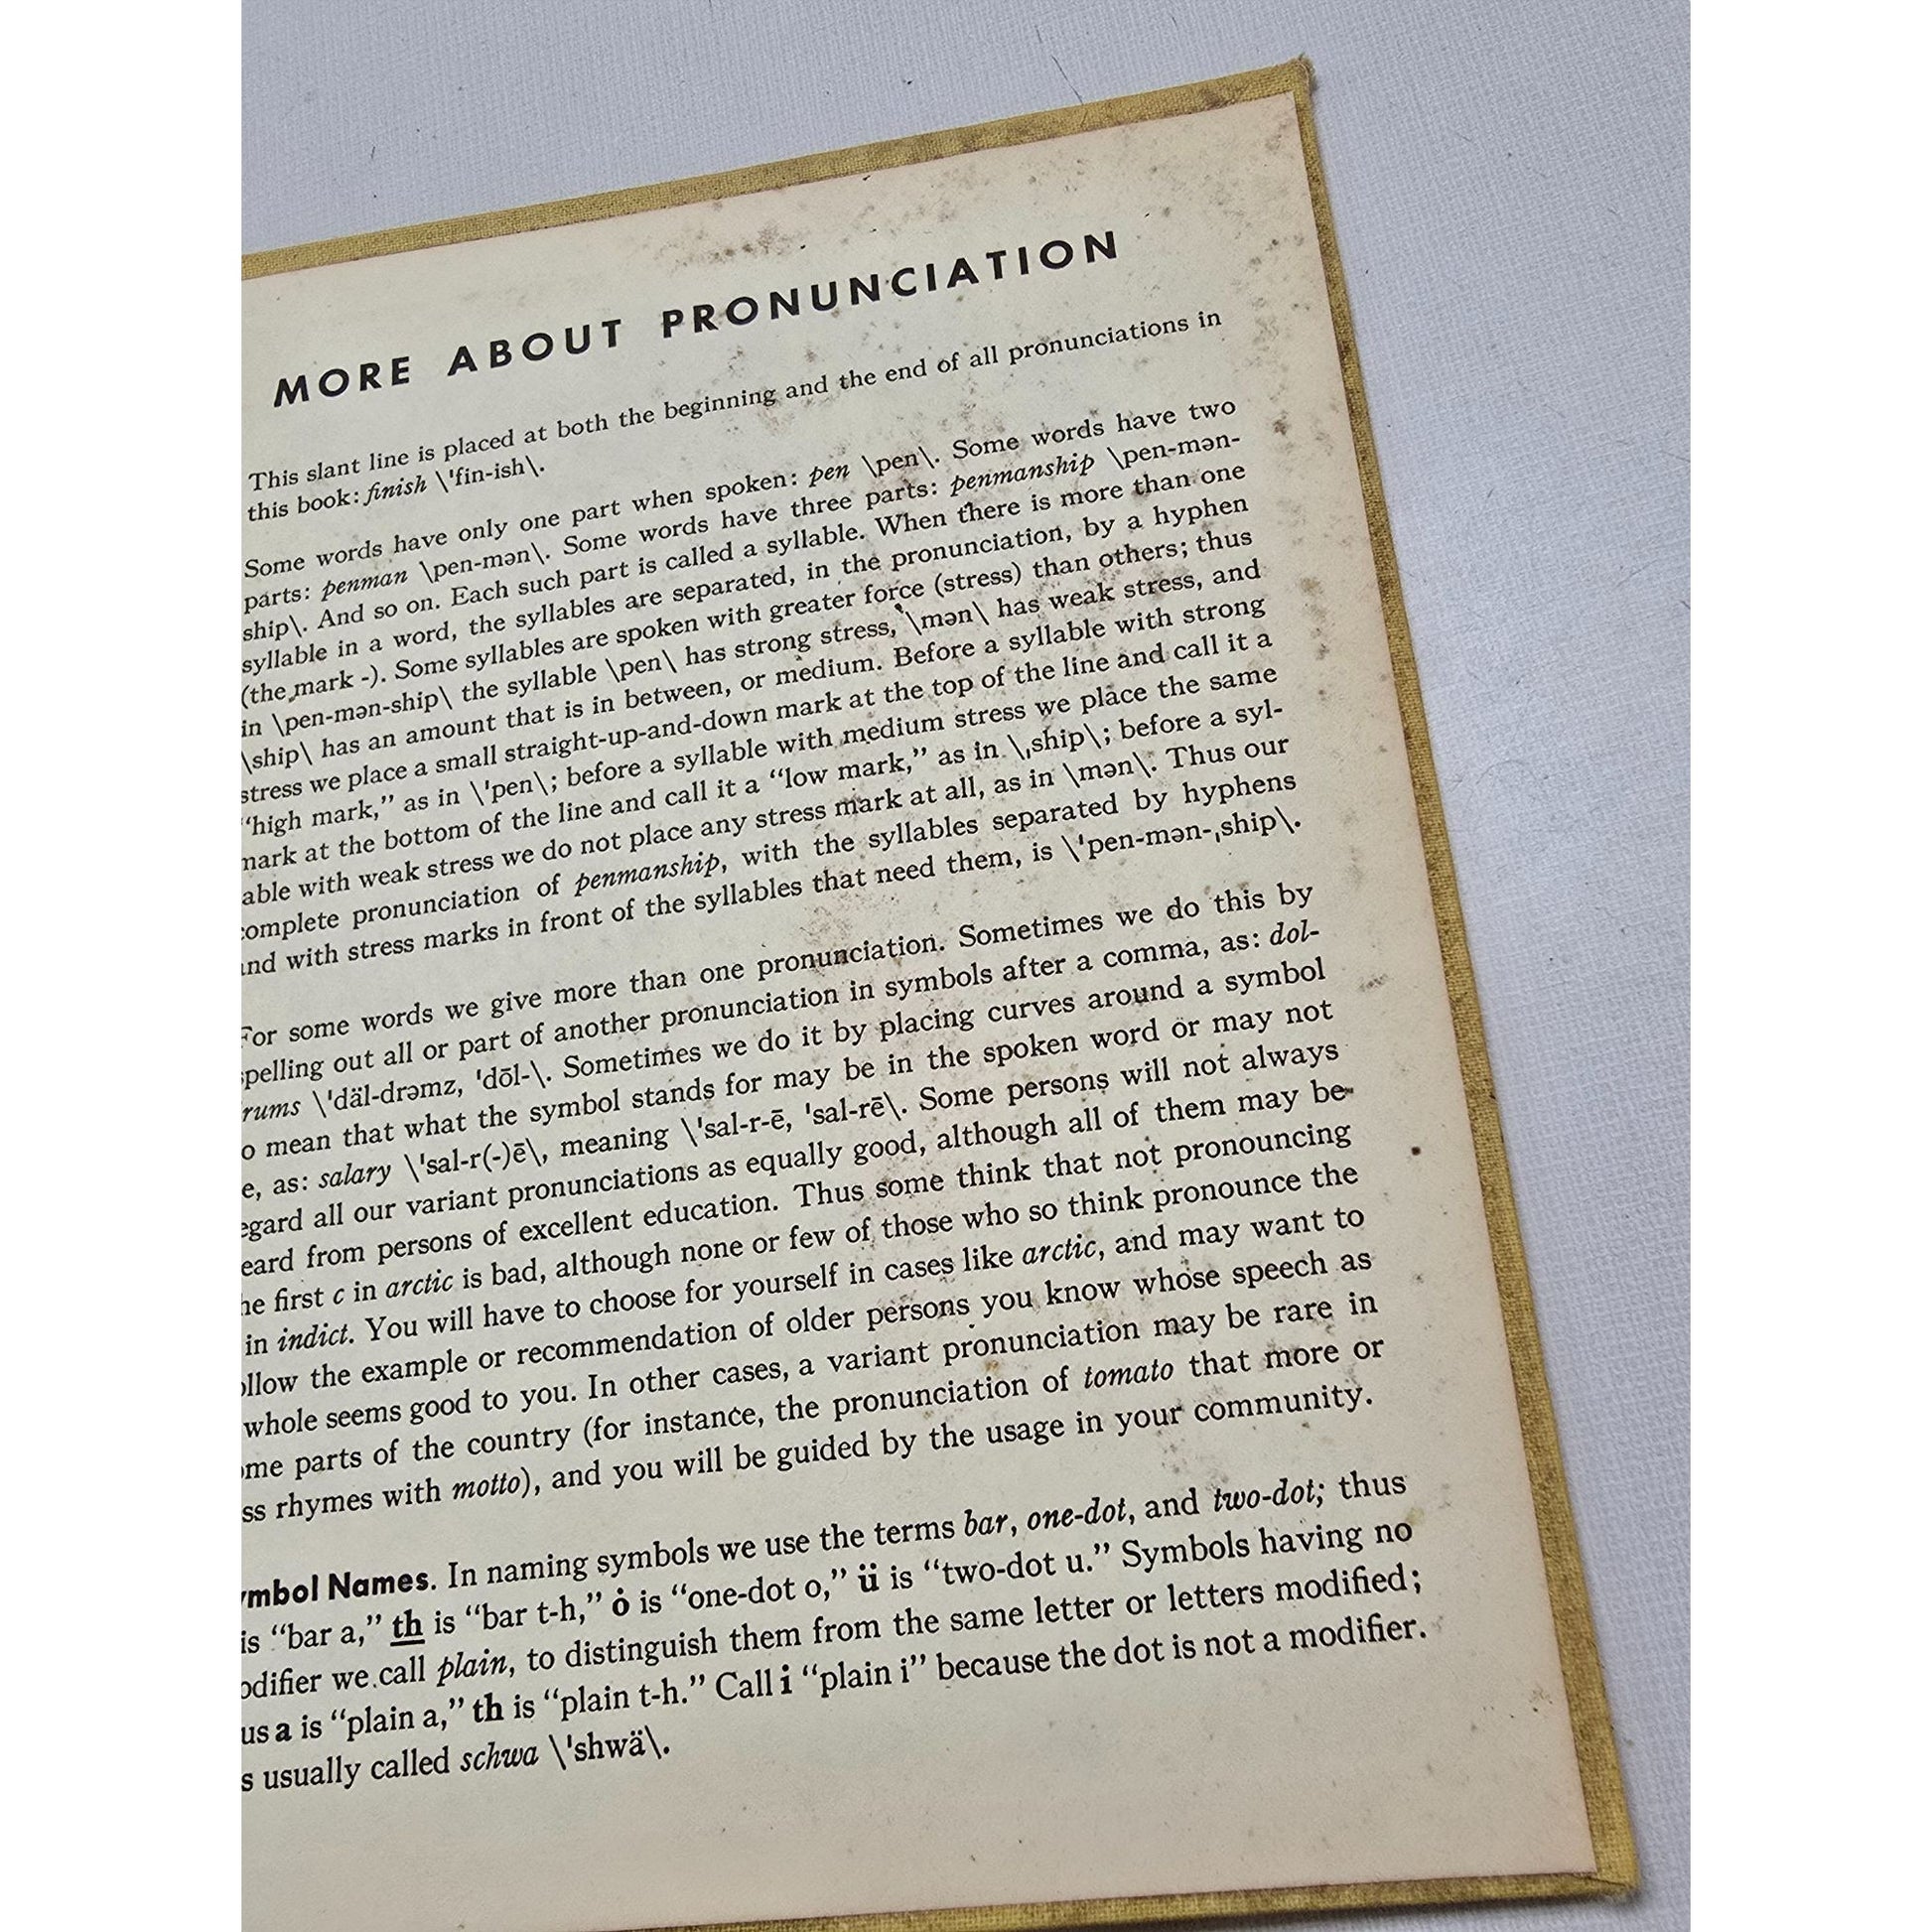 MORE ABOUT PRONUNCIATION
This slant line is placed at both the beginning and the end of all pronunciations in
this book: finish \ˈfin-ish\.
Some words have only one part when spoken: pen \pen\. Some words have two
parts: penman \pen-mən\. Some words have three parts: penmanship \pen-mən-
ship\. And so on. Each such part is called a syllable. When there is more than one
syllable in a word, the syllables are separated, in the pronunciation, by a hyphen
(the mark -). Some syllables are spoken with greater force (stress) than others; thus
in \pen-mən-ship\ the syllable \pen\ has strong stress, \mən\ has weak stress, and
\ship\ has an amount that is in between, or medium. Before a syllable with strong
stress we place a small straight-up-and-down mark at the top of the line and call it a
“high mark,” as in \ˈpen\; before a syllable with medium stress we place the same
mark at the bottom of the line and call it a “low mark,” as in \ˌship\; before a syl-
able with weak stress we do not place any stress mark at all, as in \mən\. Thus our
complete pronunciation of penmanship, with the syllables separated by hyphens
and with stress marks in front of the syllables that need them, is \ˈpen-mən-ˌship\.
For some words we give more than one pronunciation. Sometimes we do this by
spelling out all or part of another pronunciation in symbols after a comma, as: dol-
rums \ˈdäl-drəmz, ˈdōl-\. Sometimes we do it by placing curves around a symbol
o mean that what the symbol stands for may be in the spoken word or may not
e, as: salary \ˈsal-r(-)ē\, meaning \ˈsal-r-ē, ˈsal-rē\. Some persons will not always
egard all our variant pronunciations as equally good, although all of them may be
eard from persons of excellent education. Thus some think that not pronouncing
he first c in arctic is bad, although none or few of those who so think pronounce the
in indict. You will have to choose for yourself in cases like arctic, and may want to
ollow the example or recommendation of older persons you know whose speech as
whole seems good to you. In other cases, a variant pronunciation may be rare in
ome parts of the country (for instance, the pronunciation of tomato that more or
ss rhymes with motto), and you will be guided by the usage in your community.
ymbol Names. In naming symbols we use the terms bar, one-dot, and two-dot; thus
is “bar a,” th is “bar t-h,” ȯ is “one-dot o,” ü is “two-dot u.” Symbols having no
odifier we call plain, to distinguish them from the same letter or letters modified;
us a is “plain a,” th is “plain t-h.” Call i “plain i” because the dot is not a modifier.
s usually called schwa \ˈshwä\.